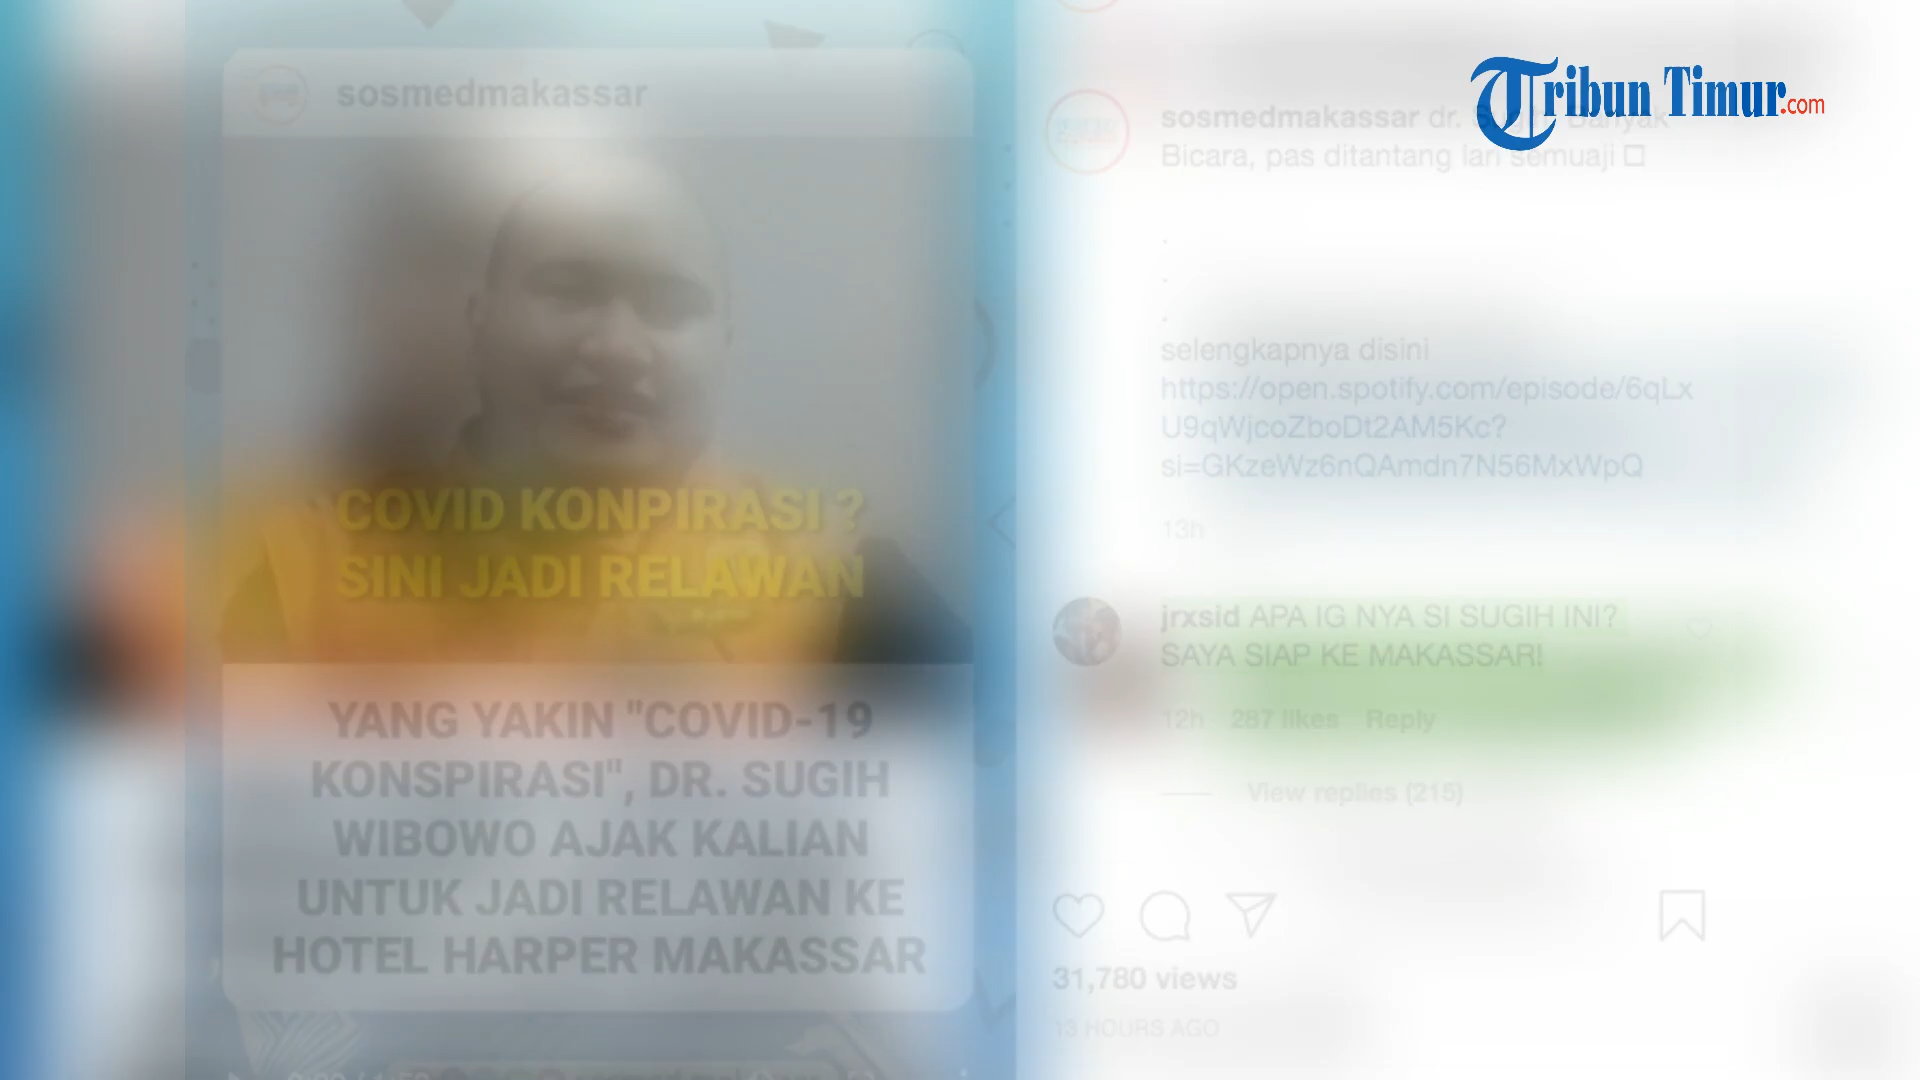 Tribun Timur.com
sosmedmakassar
COVID KONPIRASI ?
SINI JADI RELAWAN
YANG YAKIN "COVID-19
KONSPIRASI", DR. SUGIH
WIBOWO AJAK KALIAN
UNTUK JADI RELAWAN KE
HOTEL HARPER MAKASSAR
sosmedmakassar dr. Sugih Banyak
Bicara, pas ditantang lari semuaji
.
.
.
selengkapnya disini
https://open.spotify.com/episode/6qLx
U9qWjcoZboDt2AM5Kc?
si=GKzeWz6nQAmdn7N56MxWpQ
13h
jrxsid APA IG NYA SI SUGIH INI?
SAYA SIAP KE MAKASSAR!
12h 287 likes Reply
View replies (215)
31,780 views
13 HOURS AGO